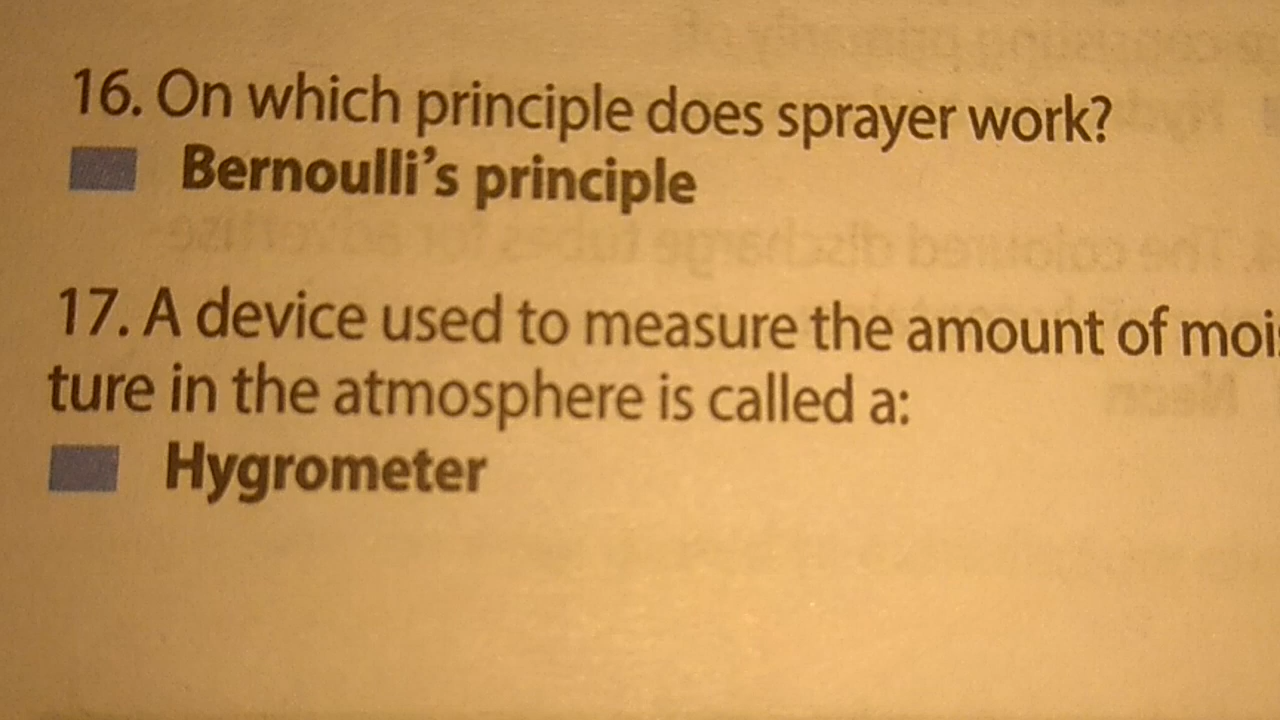 16. On which principle does sprayer work?
Bernoulli's principle
17. A device used to measure the amount of mois
ture in the atmosphere is called a:
Hygrometer